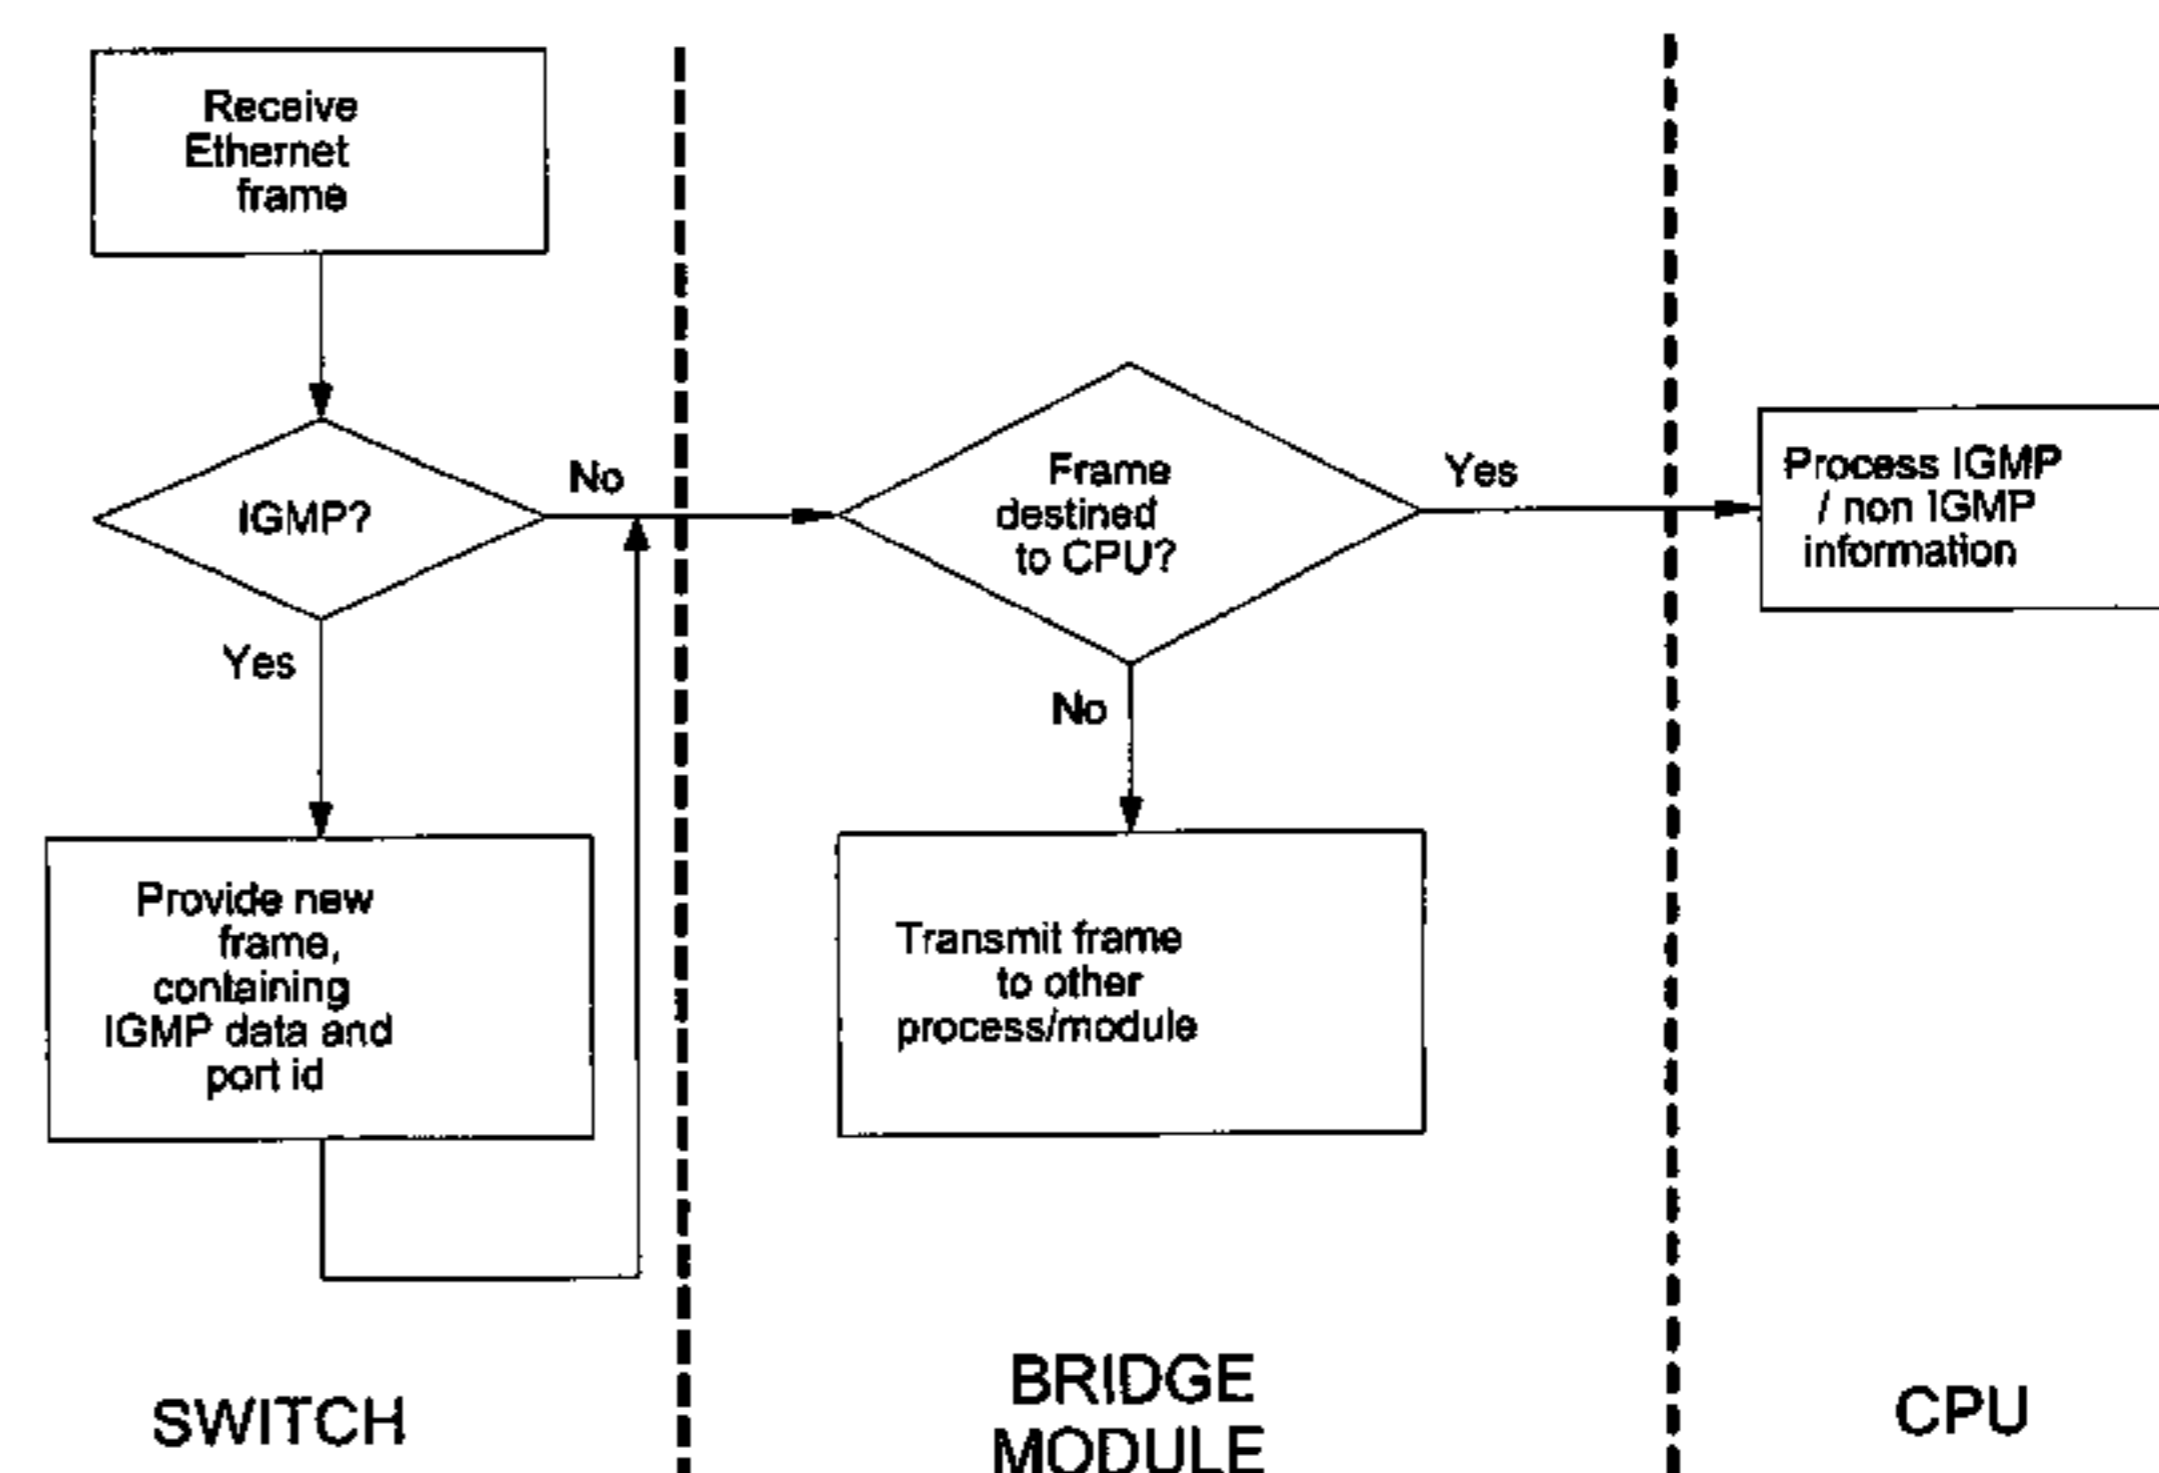 Receive
Ethernet
frame
IGMP?
No
Yes
Provide new
frame,
containing
IGMP data and
port id
SWITCH
Frame
destined
to CPU?
Yes
No
Transmit frame
to other
process/module
BRIDGE
MODULE
Process IGMP
/ non IGMP
information
CPU